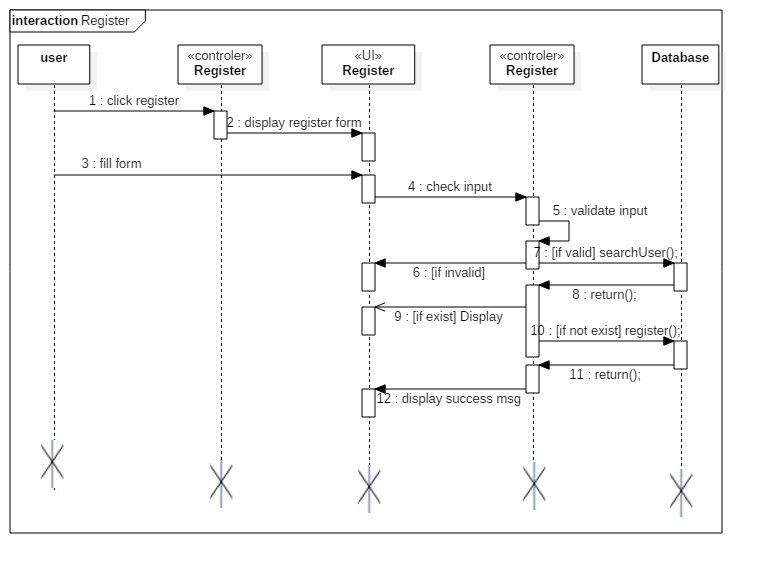 interaction Register
user
«controler»
Register
«UI»
Register
«controler»
Register
Database
1 : click register
2 : display register form
3 : fill form
4 : check input
5 : validate input
7 : [if valid] searchUser();
6 : [if invalid]
8 : return();
9 : [if exist] Display
10 : [if not exist] register();
11 : return();
12 : display success msg